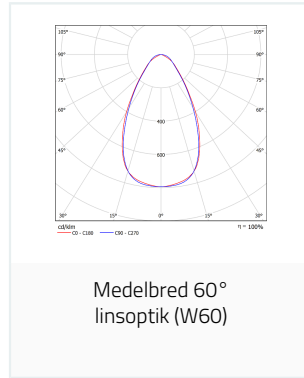 105° 105°
90° 90°
75° 75°
60° 60°
400
45° 45°
600
30° 15° 0° 15° 30°
cd/klm η = 100%
C0 - C180 C90 - C270
Medelbred 60°
linsoptik (W60)